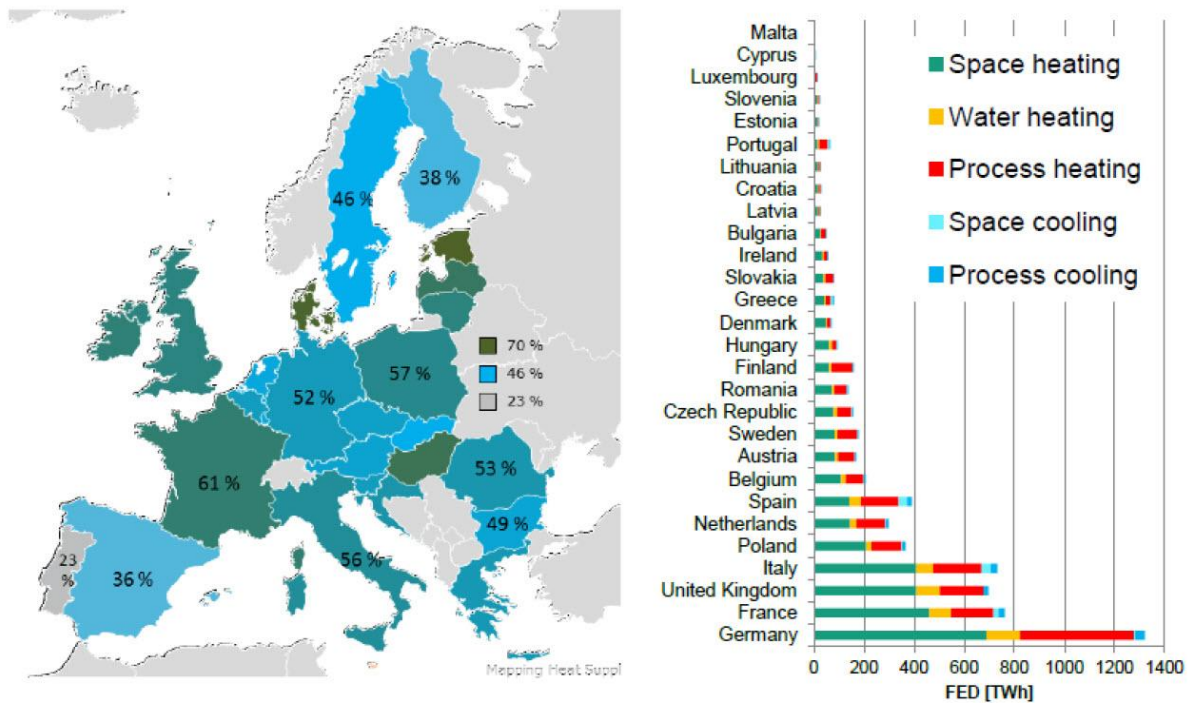 38 %
46 %
70 %
46 %
23 %
57 %
52 %
53 %
61 %
49 %
56 %
23
%
36 %
Mapping Heat Suppl
Malta
Cyprus
Luxembourg
Slovenia
Estonia
Portugal
Lithuania
Croatia
Latvia
Bulgaria
Ireland
Slovakia
Greece
Denmark
Hungary
Finland
Romania
Czech Republic
Sweden
Austria
Belgium
Spain
Netherlands
Poland
Italy
United Kingdom
France
Germany
Space heating
Water heating
Process heating
Space cooling
Process cooling
0 200 400 600 800 1000 1200 1400
FED [TWh]